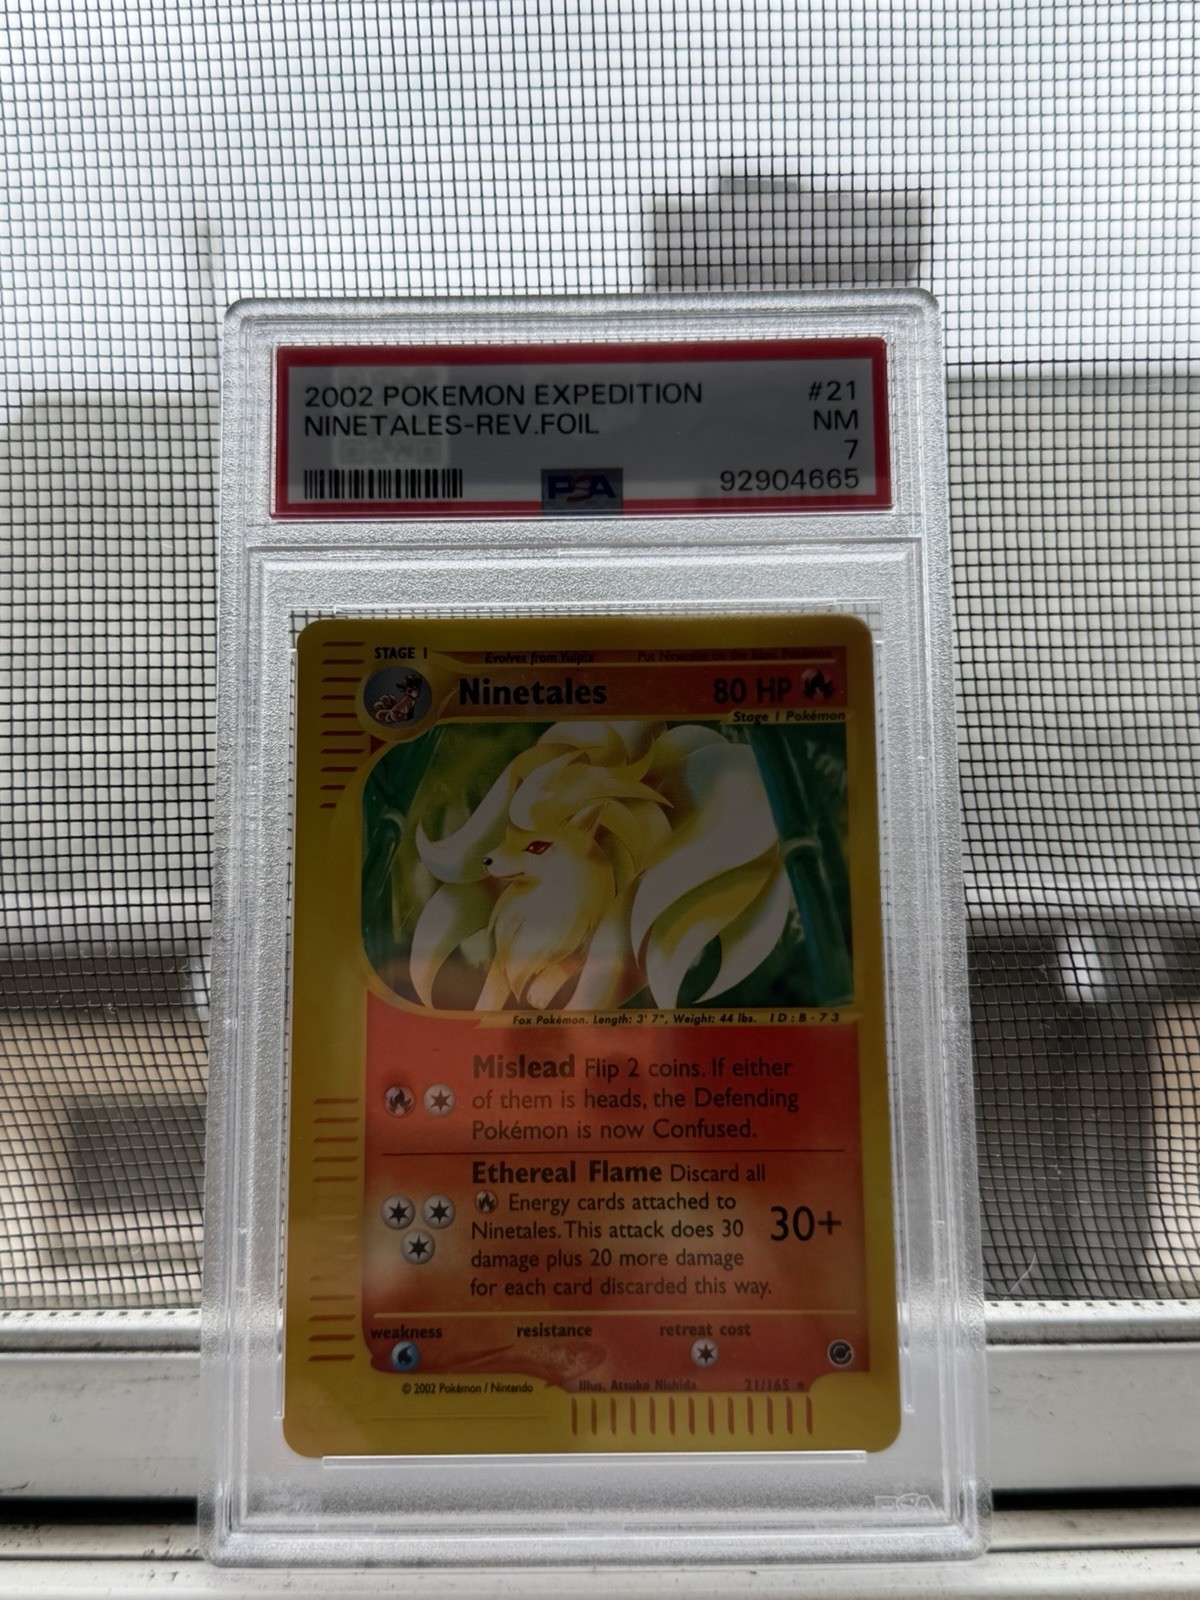 2002 POKEMON EXPEDITION #21
NINETALES-REV.FOIL NM
7
PSA 92904665
STAGE 1 Evolves from Vulpix Put Ninetales on the Basic Pokémon
Ninetales 80 HP
Stage 1 Pokémon
Fox Pokémon. Length: 3' 7", Weight: 44 lbs. ID:B-73
Mislead Flip 2 coins. If either
of them is heads, the Defending
Pokémon is now Confused.
Ethereal Flame Discard all
Energy cards attached to
Ninetales. This attack does 30 30+
damage plus 20 more damage
for each card discarded this way.
weakness resistance retreat cost
© 2002 Pokémon / Nintendo Illus. Atsuko Nishida 21/165
PSA